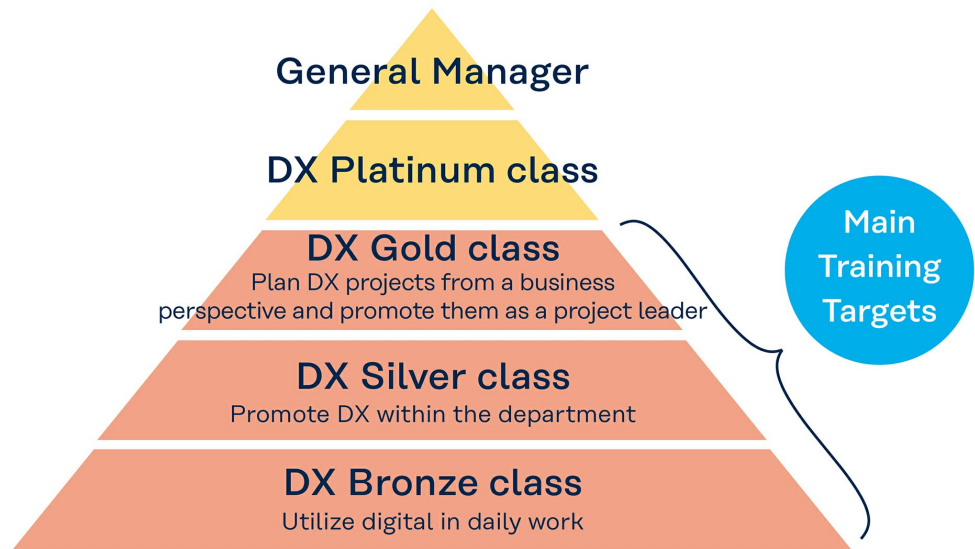 General Manager
DX Platinum class
DX Gold class
Plan DX projects from a business
perspective and promote them as a project leader
DX Silver class
Promote DX within the department
DX Bronze class
Utilize digital in daily work
Main
Training
Targets